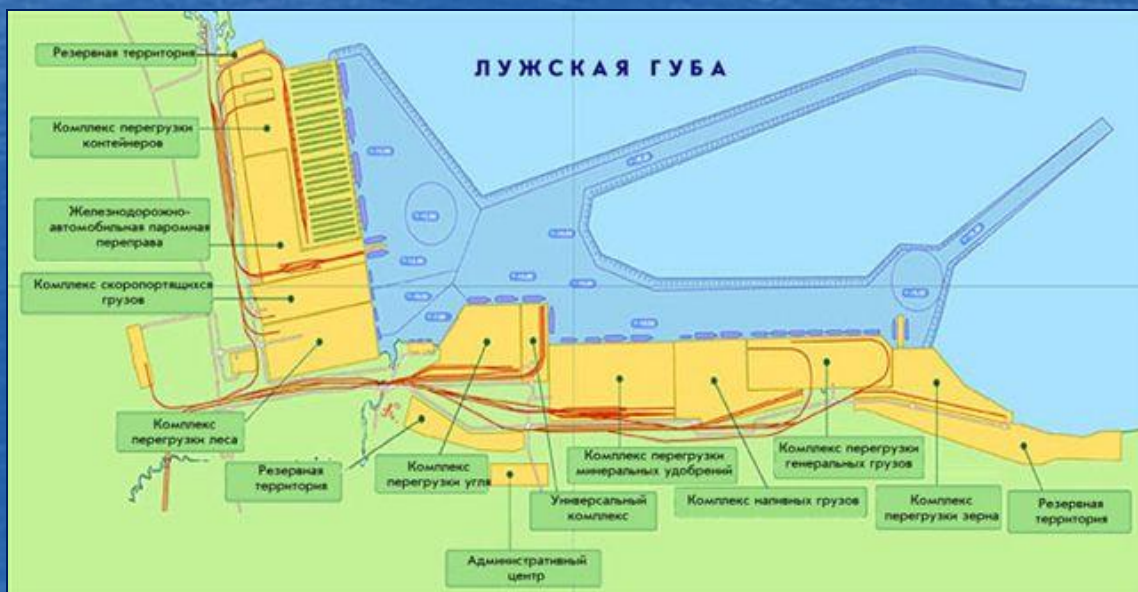 ЛУЖСКАЯ ГУБА
Резервная территория
Комплекс перегрузки
контейнеров
Железнодорожно-
автомобильная паромная
переправа
Комплекс скоропортящихся
грузов
Комплекс
перегрузки леса
Резервная
территория
Комплекс
перегрузки угля
Административный
центр
Универсальный
комплекс
Комплекс перегрузки
минеральных удобрений
Комплекс наливных грузов
Комплекс перегрузки
генеральных грузов
Комплекс
перегрузки зерна
Резервная
территория